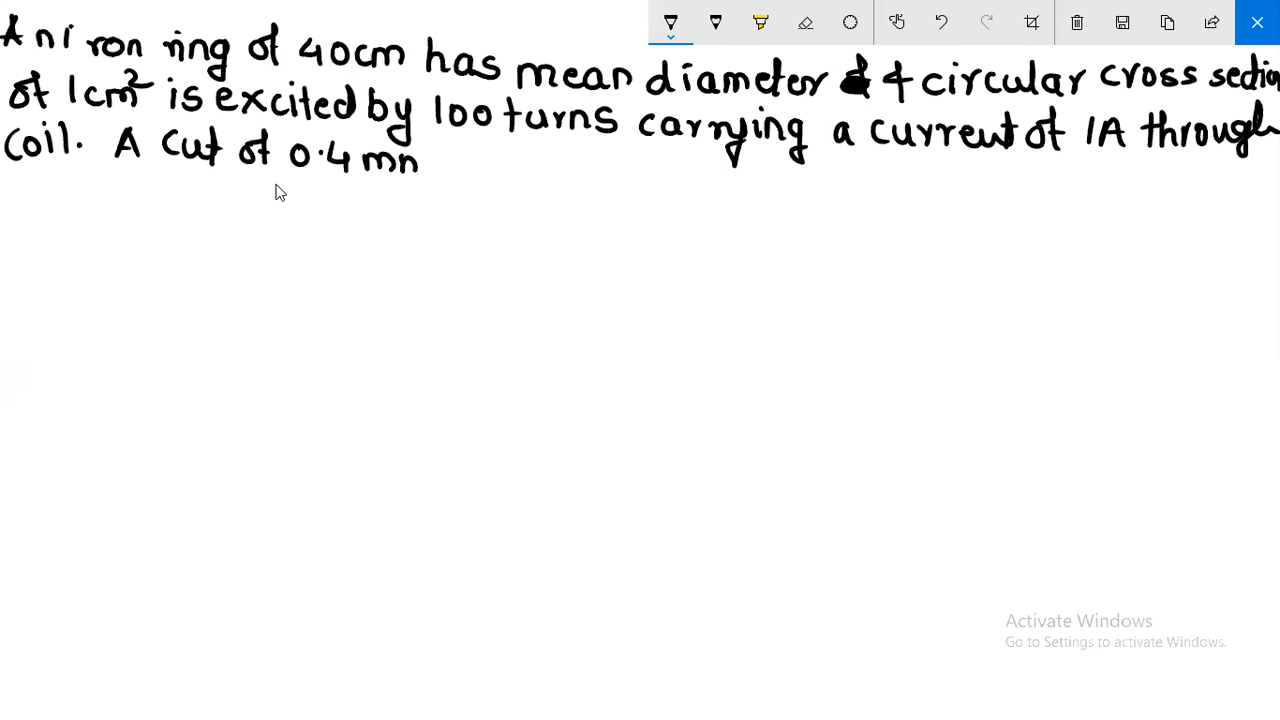 An iron ring of 40cm has mean diameter & circular cross section
of 1cm² is excited by 100 turns carrying a current of 1A through
coil. A cut of 0.4 mn
Activate Windows
Go to Settings to activate Windows.